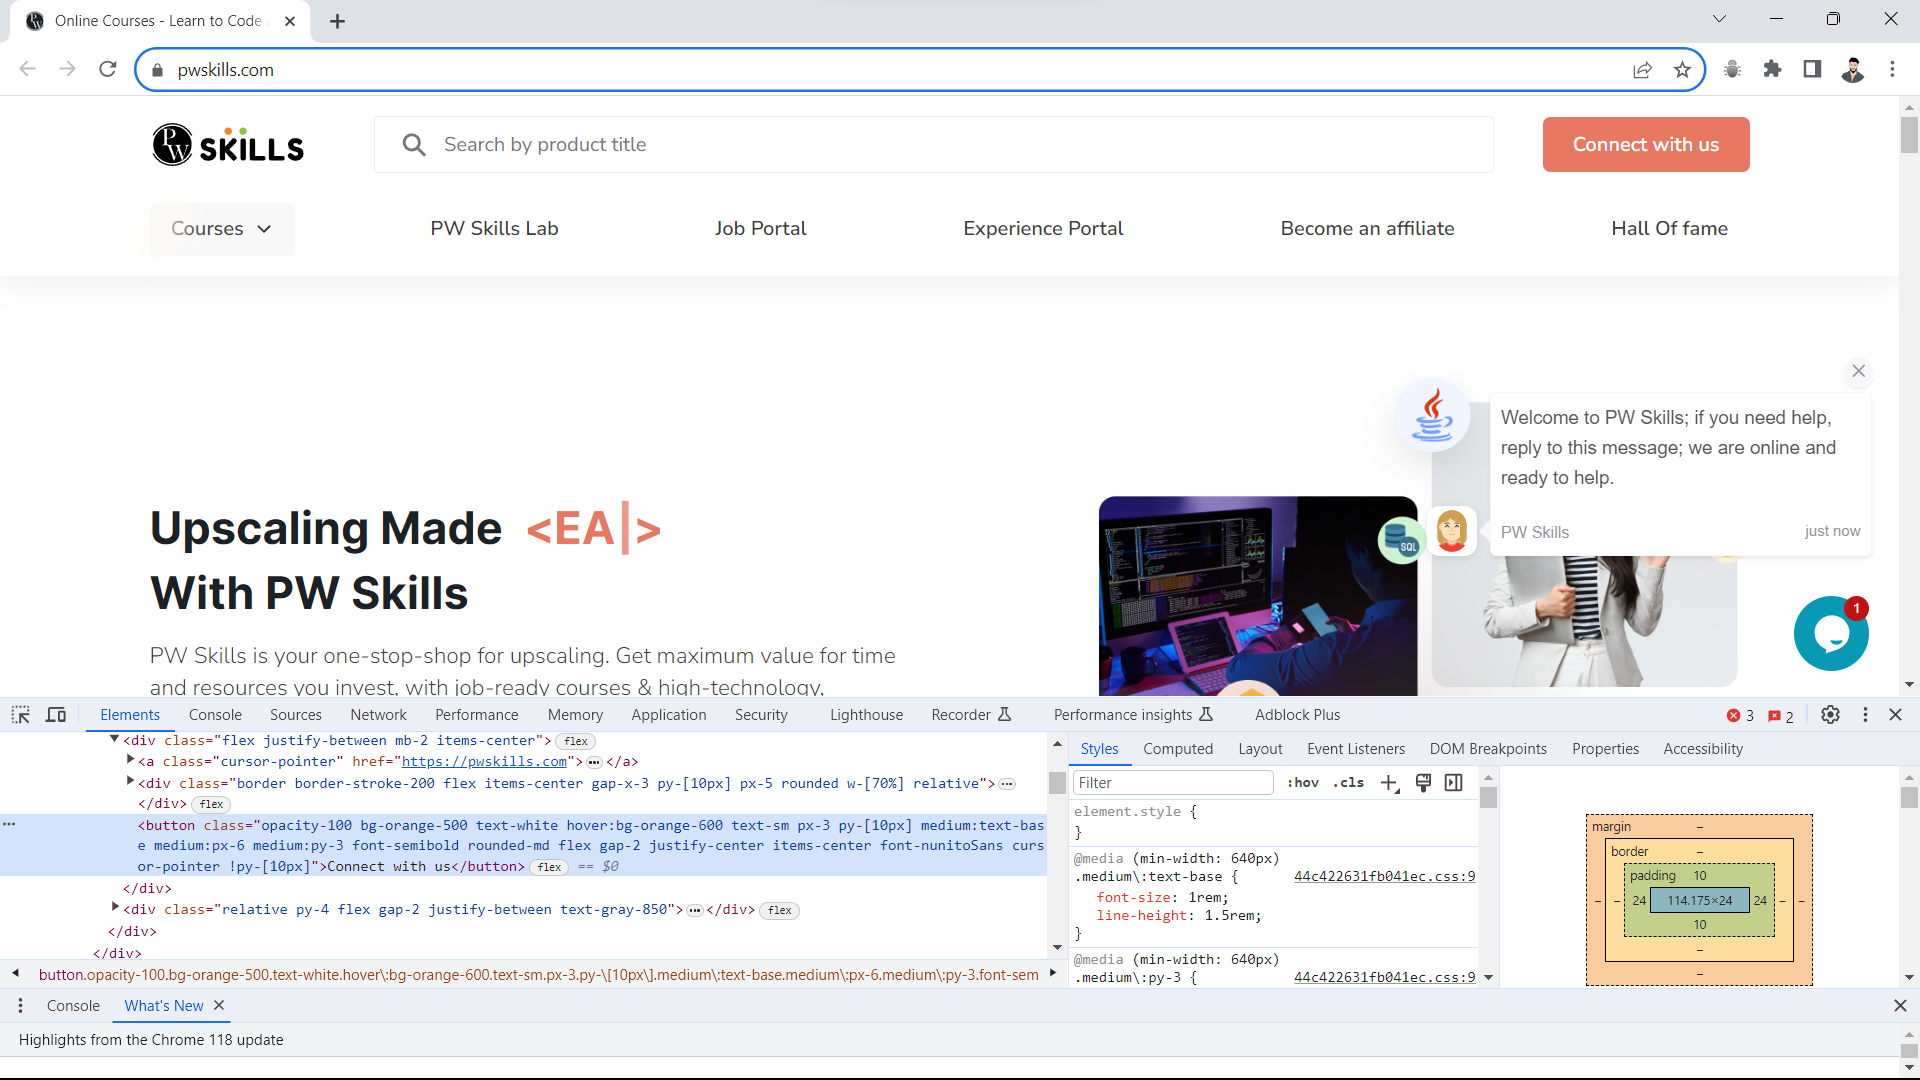 Online Courses - Learn to Code
pwskills.com
PW SKILLS
Search by product title
Connect with us
Courses
PW Skills Lab
Job Portal
Experience Portal
Become an affiliate
Hall Of fame
Welcome to PW Skills; if you need help,
reply to this message; we are online and
ready to help.
PW Skills
just now
SQL
1
Upscaling Made <EA|>
With PW Skills
PW Skills is your one-stop-shop for upscaling. Get maximum value for time
and resources you invest, with job-ready courses & high-technology,
Elements Console Sources Network Performance Memory Application Security Lighthouse Recorder Performance insights Adblock Plus 3 2
<div class="flex justify-between mb-2 items-center"> flex
<a class="cursor-pointer" href="https://pwskills.com">…</a>
<div class="border border-stroke-200 flex items-center gap-x-3 py-[10px] px-5 rounded w-[70%] relative">…
</div> flex
<button class="opacity-100 bg-orange-500 text-white hover:bg-orange-600 text-sm px-3 py-[10px] medium:text-bas
e medium:px-6 medium:py-3 font-semibold rounded-md flex gap-2 justify-center items-center font-nunitoSans curs
or-pointer !py-[10px]">Connect with us</button> flex == $0
</div>
<div class="relative py-4 flex gap-2 justify-between text-gray-850">…</div> flex
</div>
</div>
button.opacity-100.bg-orange-500.text-white.hover\:bg-orange-600.text-sm.px-3.py-\[10px\].medium\:text-base.medium\:px-6.medium\:py-3.font-sem
Styles Computed Layout Event Listeners DOM Breakpoints Properties Accessibility
Filter :hov .cls
element.style {
}
@media (min-width: 640px)
.medium\:text-base { 44c422631fb041ec.css:9
font-size: 1rem;
line-height: 1.5rem;
}
@media (min-width: 640px)
.medium\:py-3 { 44c422631fb041ec.css:9
margin –
border –
padding 10
– – 24 114.175×24 24 – –
10
–
–
Console What's New
Highlights from the Chrome 118 update